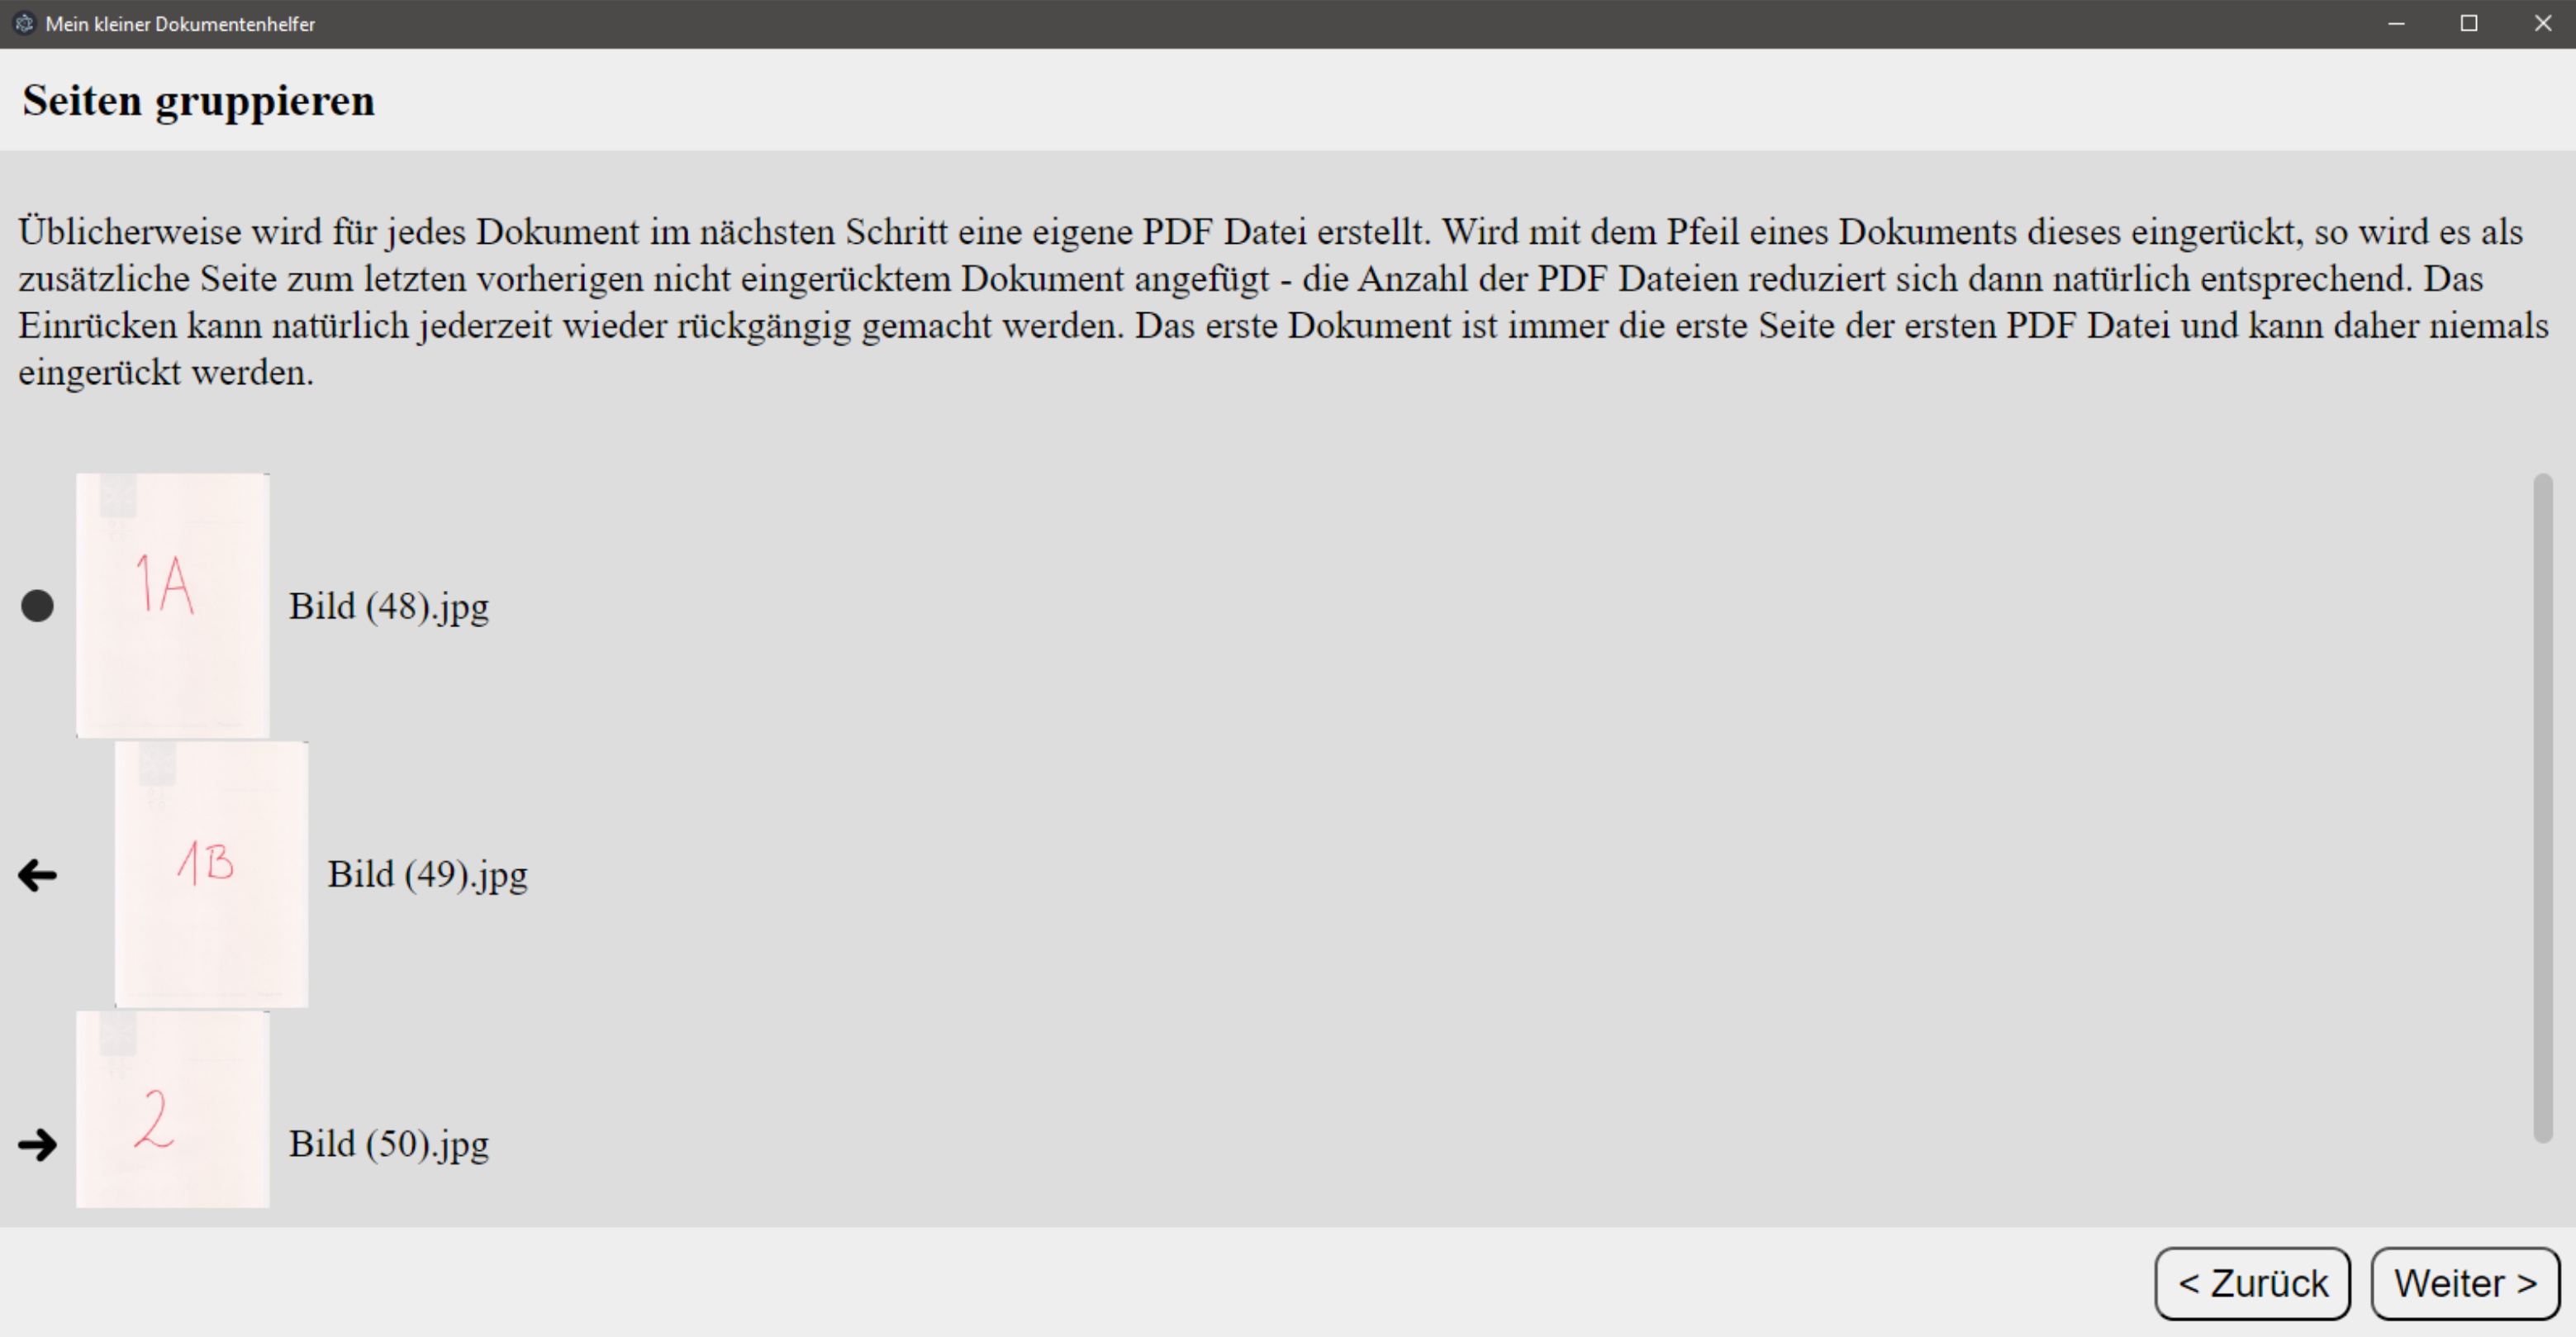 Mein kleiner Dokumentenhelfer
Seiten gruppieren
Üblicherweise wird für jedes Dokument im nächsten Schritt eine eigene PDF Datei erstellt. Wird mit dem Pfeil eines Dokuments dieses eingerückt, so wird es als
zusätzliche Seite zum letzten vorherigen nicht eingerücktem Dokument angefügt - die Anzahl der PDF Dateien reduziert sich dann natürlich entsprechend. Das
Einrücken kann natürlich jederzeit wieder rückgängig gemacht werden. Das erste Dokument ist immer die erste Seite der ersten PDF Datei und kann daher niemals
eingerückt werden.
1A
Bild (48).jpg
1B
Bild (49).jpg
2
Bild (50).jpg
< Zurück
Weiter >